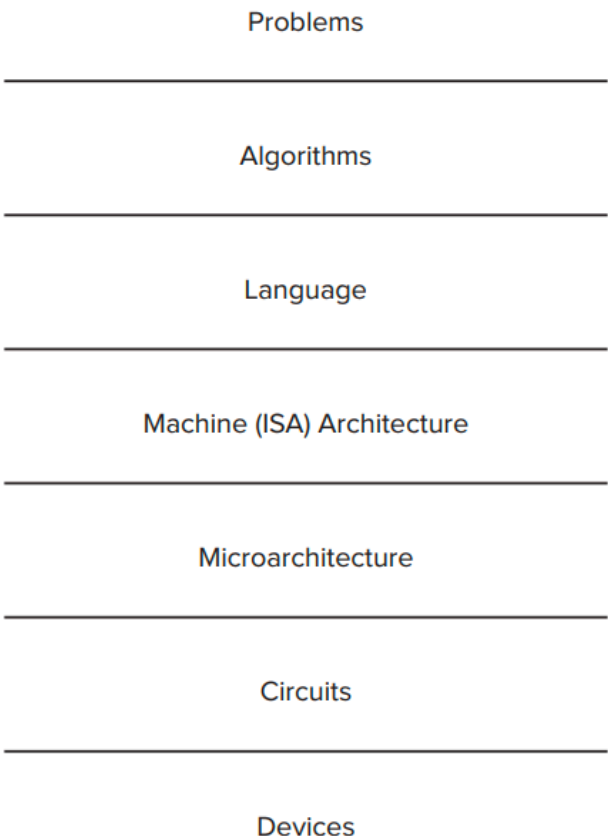 Problems
Algorithms
Language
Machine (ISA) Architecture
Microarchitecture
Circuits
Devices